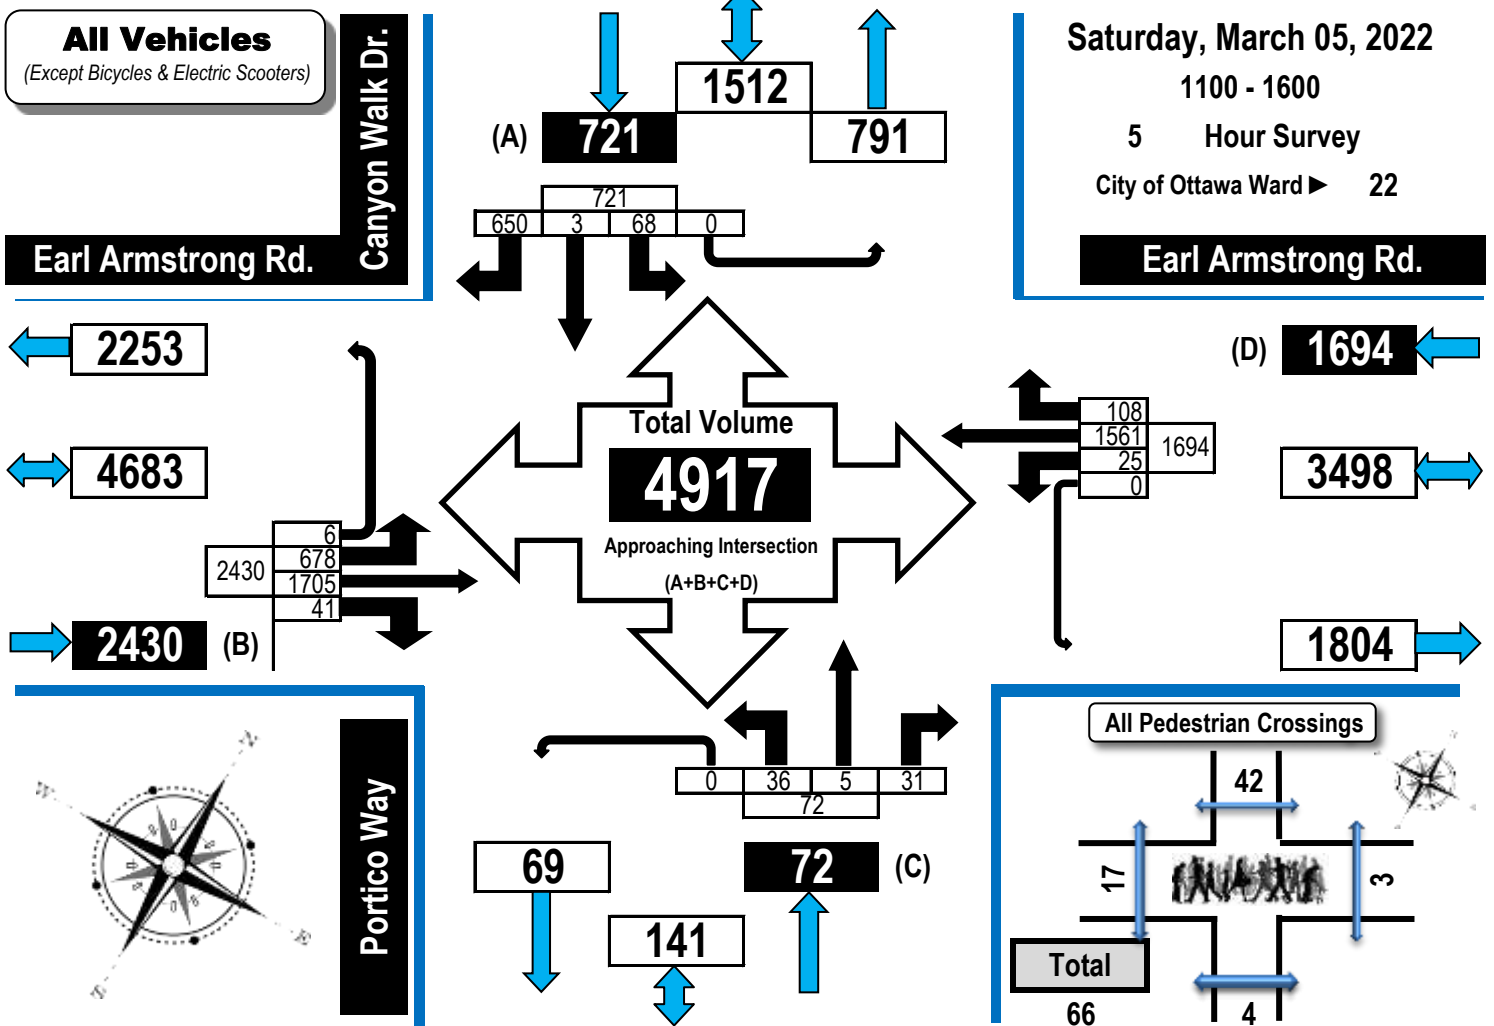 All Vehicles
(Except Bicycles & Electric Scooters)
Canyon Walk Dr.
Earl Armstrong Rd.
1512
(A)
721
791
721
650 3 68 0
Saturday, March 05, 2022
1100 - 1600
5 Hour Survey
City of Ottawa Ward ► 22
Earl Armstrong Rd.
2253
4683
6
678
1705
41
2430
2430
(B)
Total Volume
4917
Approaching Intersection
(A+B+C+D)
(D)
1694
108
1561
25
0
1694
3498
1804
N
W
E
S
Portico Way
0 36 5 31
72
69
72
(C)
141
All Pedestrian Crossings
42
17
3
Total
66
4